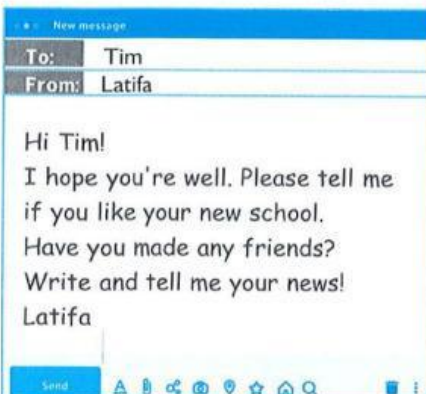 New message
To: Tim
From: Latifa
Hi Tim!
I hope you're well. Please tell me
if you like your new school.
Have you made any friends?
Write and tell me your news!
Latifa
Send